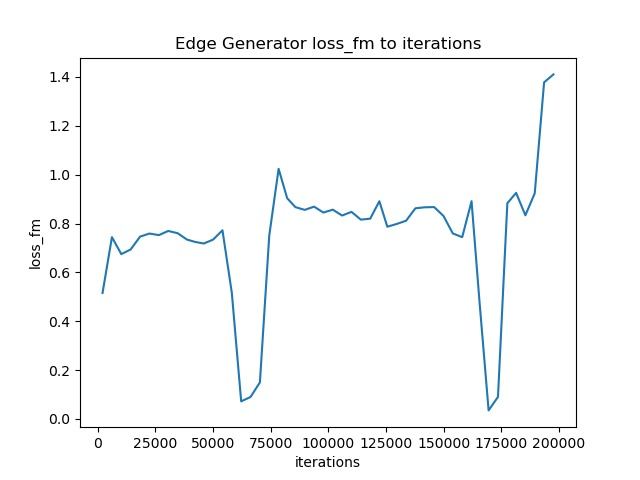 Edge Generator loss_fm to iterations
1.4
1.2
1.0
0.8
0.6
0.4
0.2
0.0
loss_fm
0 25000 50000 75000 100000 125000 150000 175000 200000
iterations